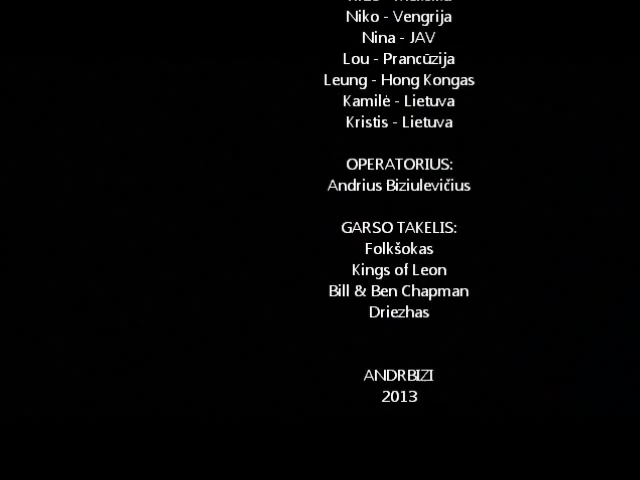 Niko - Vengrija
Nina - JAV
Lou - Prancūzija
Leung - Hong Kongas
Kamilė - Lietuva
Kristis - Lietuva
OPERATORIUS:
Andrius Biziulevičius
GARSO TAKELIS:
Folkšokas
Kings of Leon
Bill & Ben Chapman
Driezhas
ANDRBIZI
2013